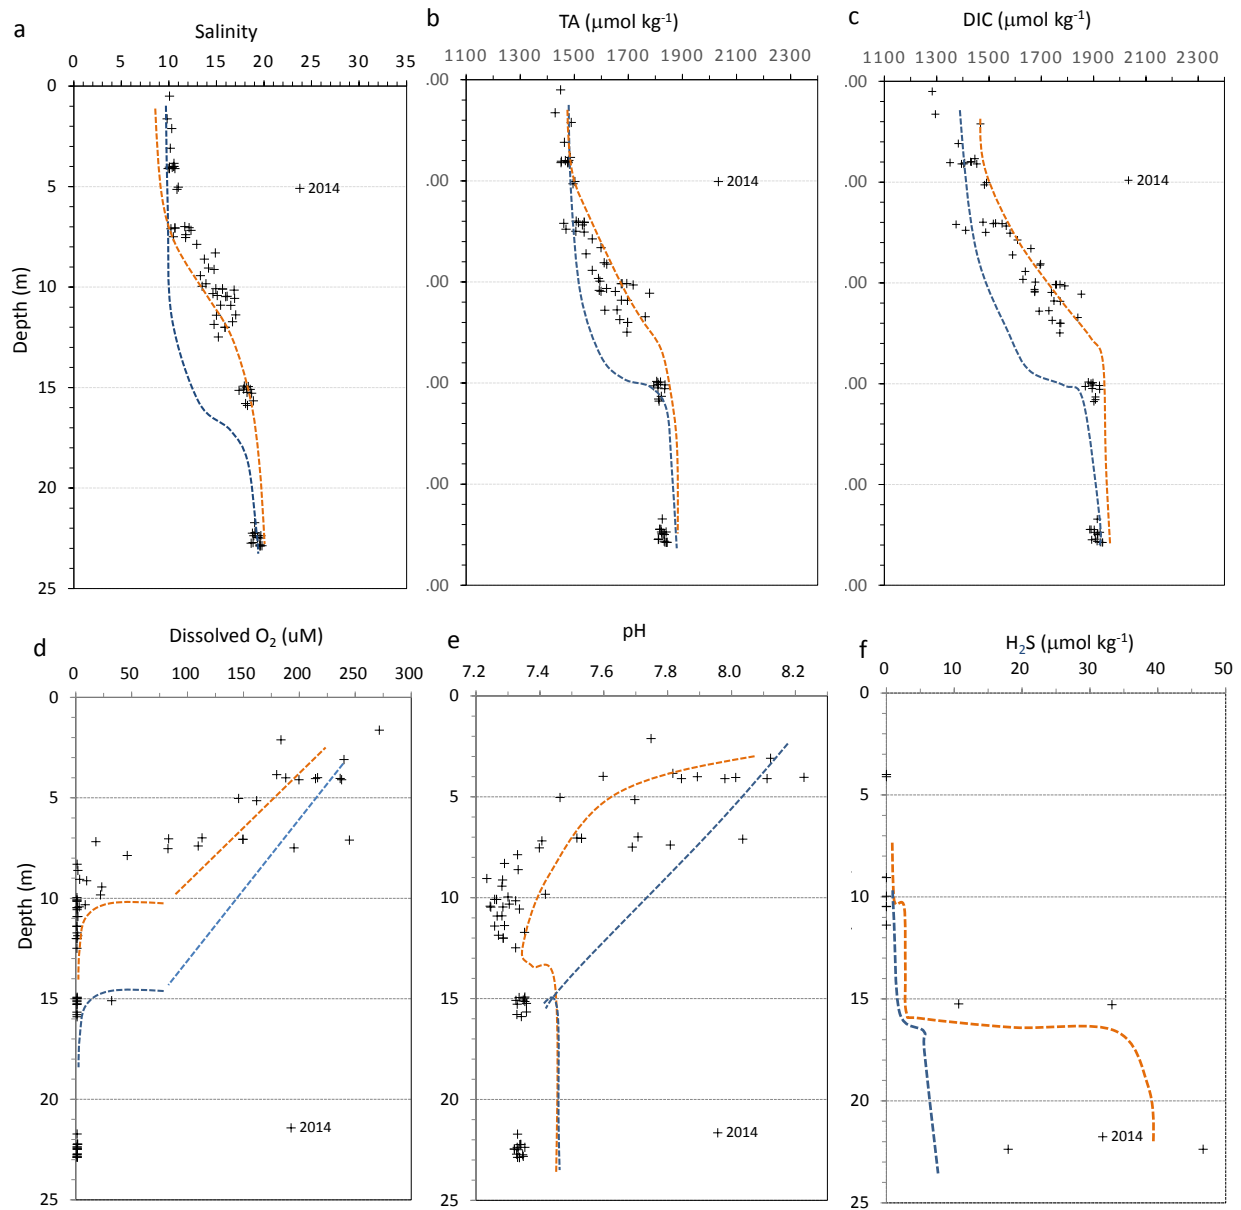 a
Salinity
0 5 10 15 20 25 30 35
0
5
10
15
20
25
Depth (m)
2014
b
TA (μmol kg-1)
1100 1300 1500 1700 1900 2100 2300
.00
.00
.00
.00
.00
.00
2014
c
DIC (μmol kg-1)
1100 1300 1500 1700 1900 2100 2300
.00
.00
.00
.00
.00
.00
2014
d
Dissolved O2 (uM)
0 50 100 150 200 250 300
0
5
10
15
20
25
Depth (m)
2014
e
pH
7.2 7.4 7.6 7.8 8.0 8.2
0
5
10
15
20
25
2014
f
H2S (μmol kg-1)
0 10 20 30 40 50
0
5
10
15
20
25
2014